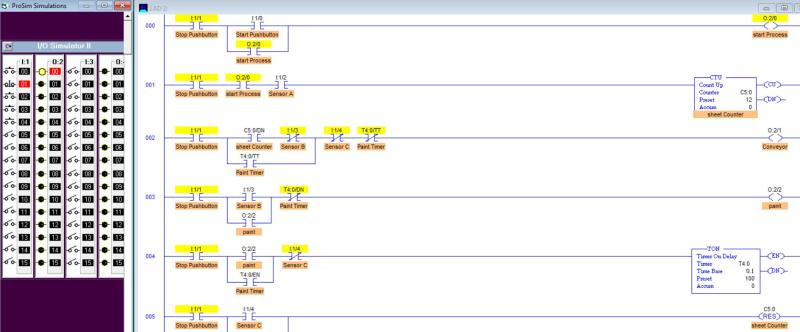 ProSim Simulations
LAD 2
I/O Simulator II
I:1 O:2 I:3 O:
00 00 00 00
01 01 01 01
02 02 02 02
03 03 03 03
04 04 04 04
05 05 05 05
06 06 06 06
07 07 07 07
08 08 08 08
09 09 09 09
10 10 10 10
11 11 11 11
12 12 12 12
13 13 13 13
14 14 14 14
15 15 15 15
000
I:1/1 I:1/0 O:2/0
Stop Pushbutton Start Pushbutton start Process
O:2/0
start Process
001
I:1/1 O:2/0 I:1/2
Stop Pushbutton start Process Sensor A
CTU
Count Up
Counter C5:0
Preset 12
Accum 0
CU
DN
sheet Counter
002
I:1/1 C5:0/DN I:1/3 I:1/4 T4:0/TT O:2/1
Stop Pushbutton sheet Counter Sensor B Sensor C Paint Timer Conveyor
T4:0/TT
Paint Timer
003
I:1/1 I:1/3 T4:0/DN O:2/2
Stop Pushbutton Sensor B Paint Timer paint
O:2/2
paint
004
I:1/1 O:2/2 I:1/4
Stop Pushbutton paint Sensor C
T4:0/EN
Paint Timer
TON
Timer On Delay
Timer T4:0
Time Base 0.1
Preset 100
Accum 0
EN
DN
005
I:1/1 I:1/4 C5:0
RES
Stop Pushbutton Sensor C sheet Counter